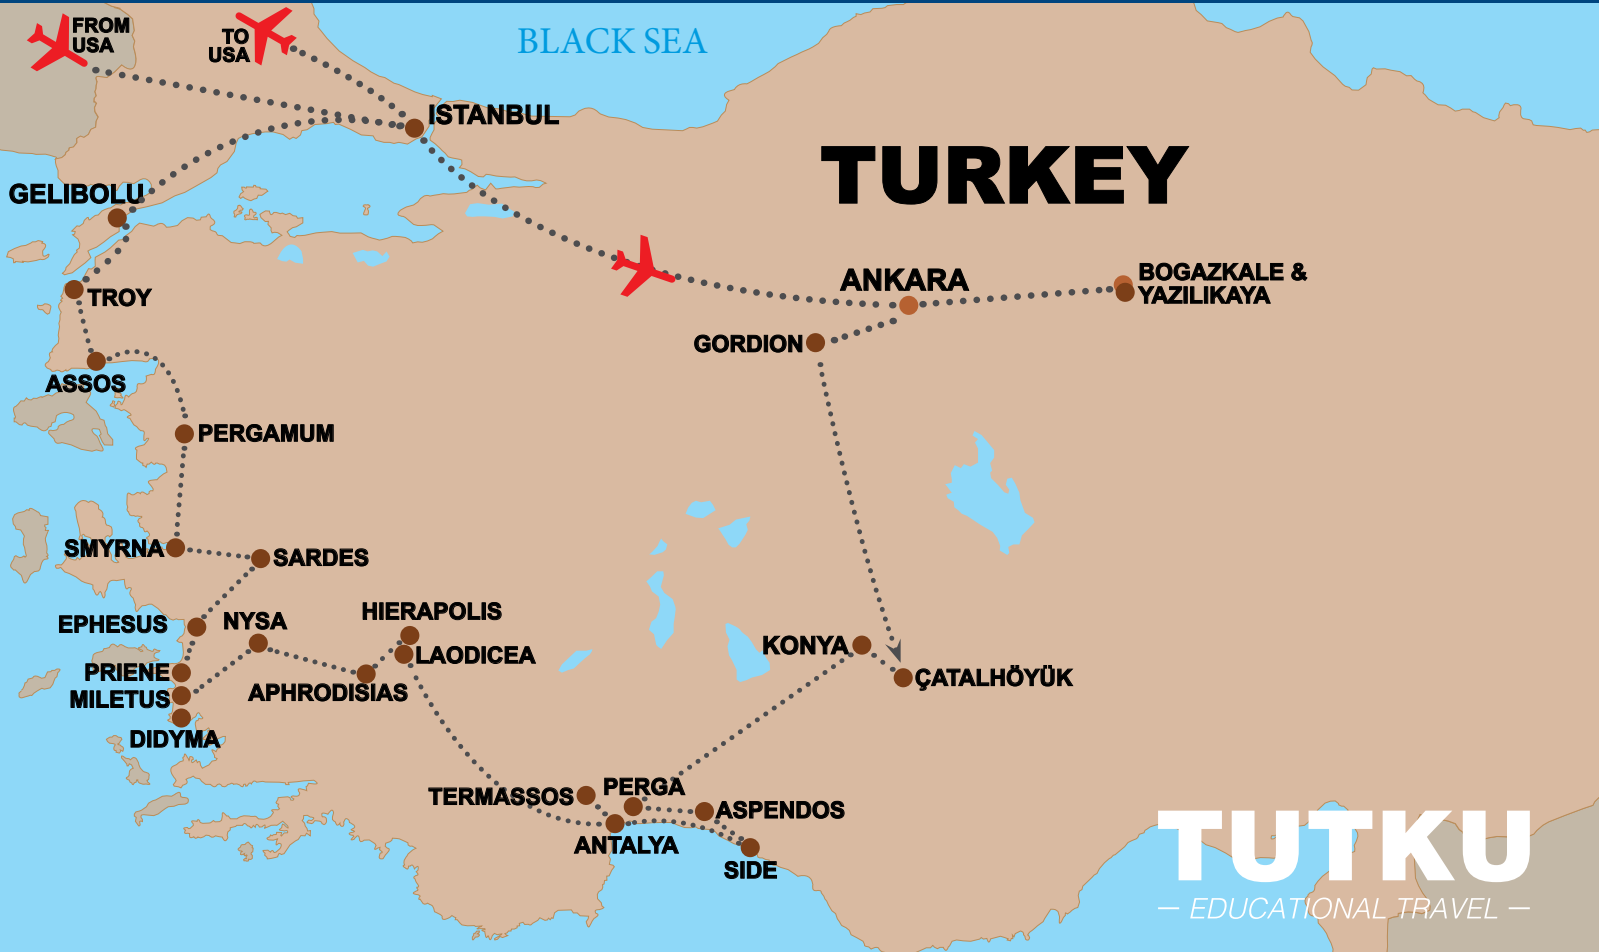 FROM
USA
TO
USA
BLACK SEA
ISTANBUL
TURKEY
GELIBOLU
ANKARA
BOGAZKALE &
YAZILIKAYA
TROY
GORDION
ASSOS
PERGAMUM
SMYRNA
SARDES
EPHESUS
NYSA
HIERAPOLIS
KONYA
LAODICEA
PRIENE
ÇATALHÖYÜK
APHRODISIAS
MILETUS
DIDYMA
PERGA
TERMASSOS
ASPENDOS
ANTALYA
SIDE
TUTKU
EDUCATIONAL TRAVEL